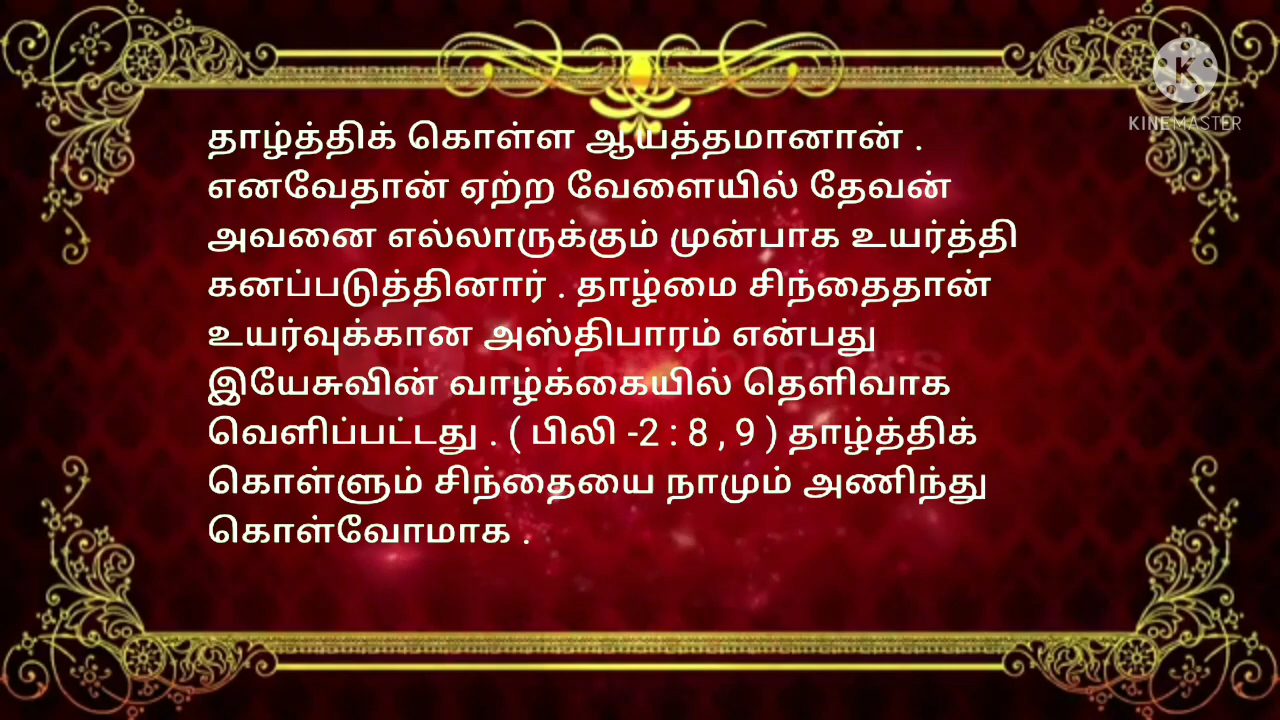 தாழ்த்திக் கொள்ள ஆயத்தமானான் .
எனவேதான் ஏற்ற வேளையில் தேவன்
அவனை எல்லாருக்கும் முன்பாக உயர்த்தி
கனப்படுத்தினார் . தாழ்மை சிந்தைதான்
உயர்வுக்கான அஸ்திபாரம் என்பது
இயேசுவின் வாழ்க்கையில் தெளிவாக
வெளிப்பட்டது . ( பிலி -2 : 8 , 9 ) தாழ்த்திக்
கொள்ளும் சிந்தையை நாமும் அணிந்து
கொள்வோமாக .
K
KINEMASTER